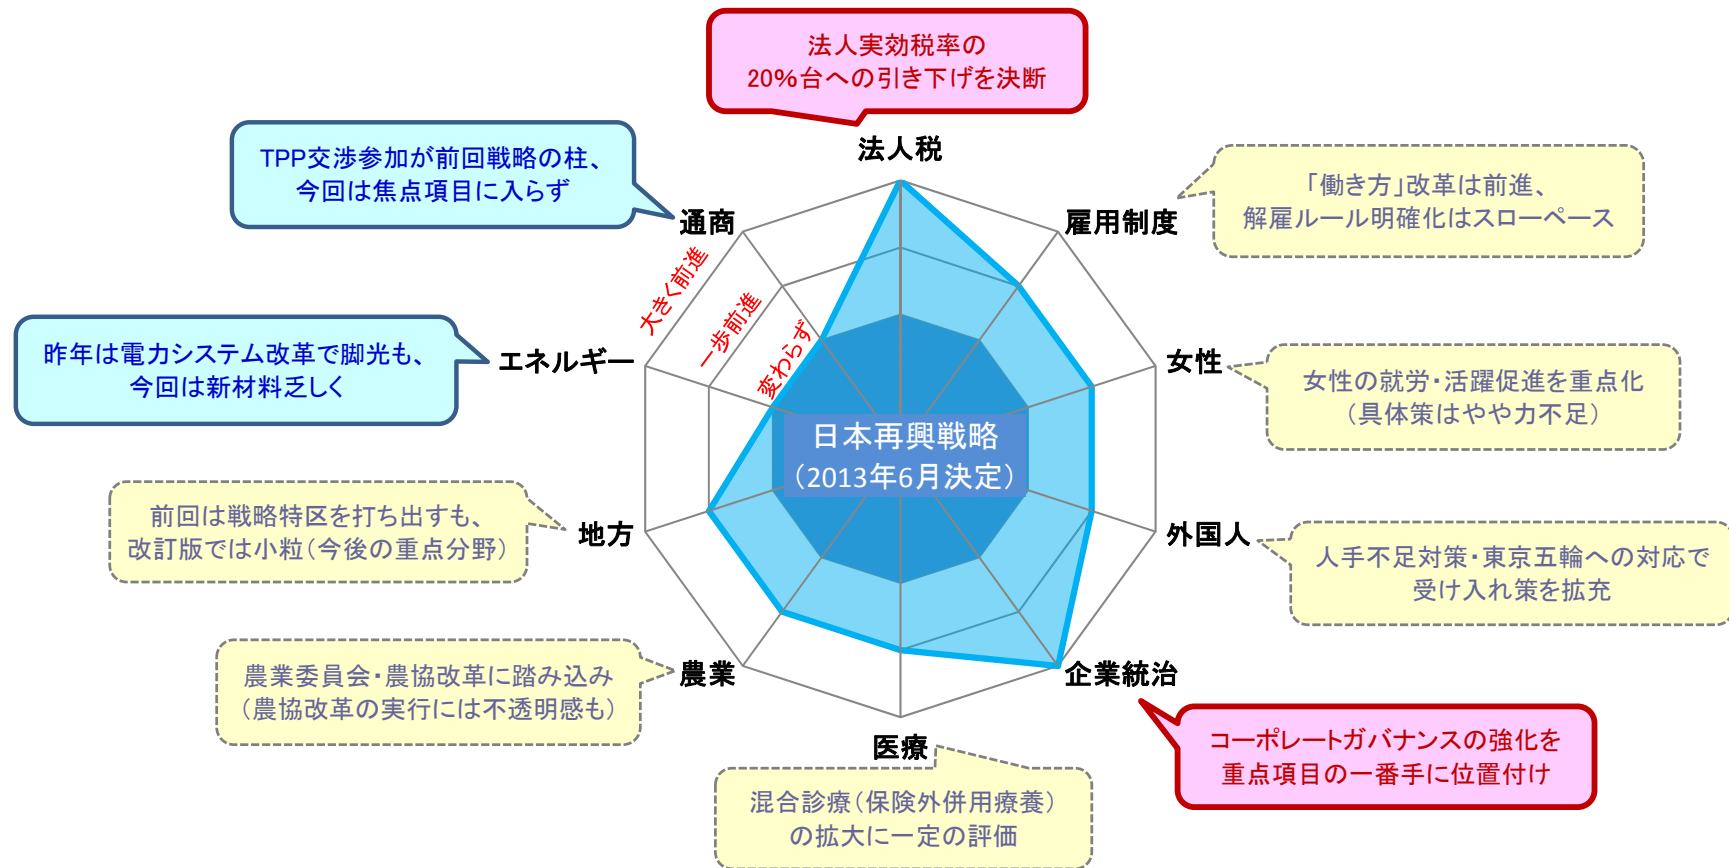 法人実効税率の
20%台への引き下げを決断
法人税
TPP交渉参加が前回戦略の柱、
今回は焦点項目に入らず
通商
「働き方」改革は前進、
解雇ルール明確化はスローペース
雇用制度
大きく前進
一歩前進
変わらず
昨年は電力システム改革で脚光も、
今回は新材料乏しく
エネルギー
女性
女性の就労・活躍促進を重点化
（具体策はやや力不足）
日本再興戦略
（2013年6月決定）
前回は戦略特区を打ち出すも、
改訂版では小粒（今後の重点分野）
地方
外国人
人手不足対策・東京五輪への対応で
受け入れ策を拡充
農業委員会・農協改革に踏み込み
（農協改革の実行には不透明感も）
農業
企業統治
コーポレートガバナンスの強化を
重点項目の一番手に位置付け
医療
混合診療（保険外併用療養）
の拡大に一定の評価